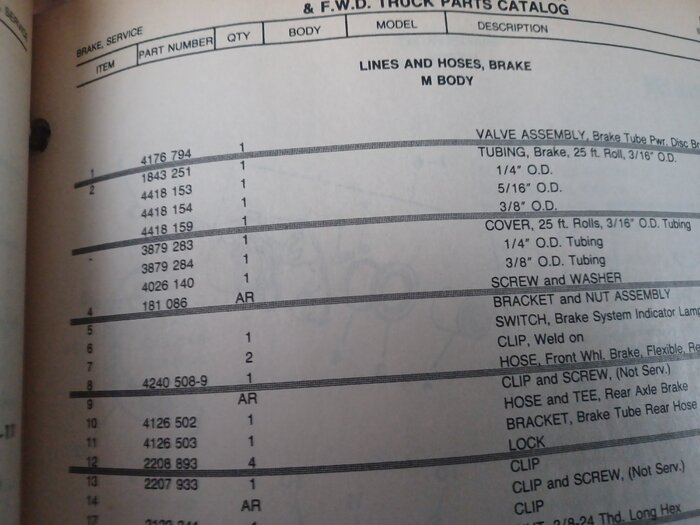 BRAKE, SERVICE
& F.W.D. TRUCK PARTS CATALOG
ITEM PART NUMBER QTY BODY MODEL DESCRIPTION
LINES AND HOSES, BRAKE
M BODY
1 4176 794 1 VALVE ASSEMBLY, Brake Tube Pwr. Disc
2 1843 251 1 TUBING, Brake, 25 ft. Roll, 3/16" O.D.
4418 153 1 1/4" O.D.
4418 154 1 5/16" O.D.
4418 159 1 3/8" O.D.
3879 283 1 COVER, 25 ft. Rolls, 3/16" O.D. Tubing
3879 284 1 1/4" O.D. Tubing
4026 140 1 3/8" O.D. Tubing
4 181 086 AR SCREW and WASHER
5 BRACKET and NUT ASSEMBLY
6 1 SWITCH, Brake System Indicator Lamp
7 2 CLIP, Weld on
8 4240 508-9 1 HOSE, Front Whl. Brake, Flexible,
9 AR CLIP and SCREW, (Not Serv.)
10 4126 502 1 HOSE and TEE, Rear Axle Brake
11 4126 503 1 BRACKET, Brake Tube Rear Hose
12 2208 893 4 LOCK
13 2207 933 1 CLIP
14 AR CLIP and SCREW, (Not Serv.)
CLIP
3/8-24 Thd. Long Hex